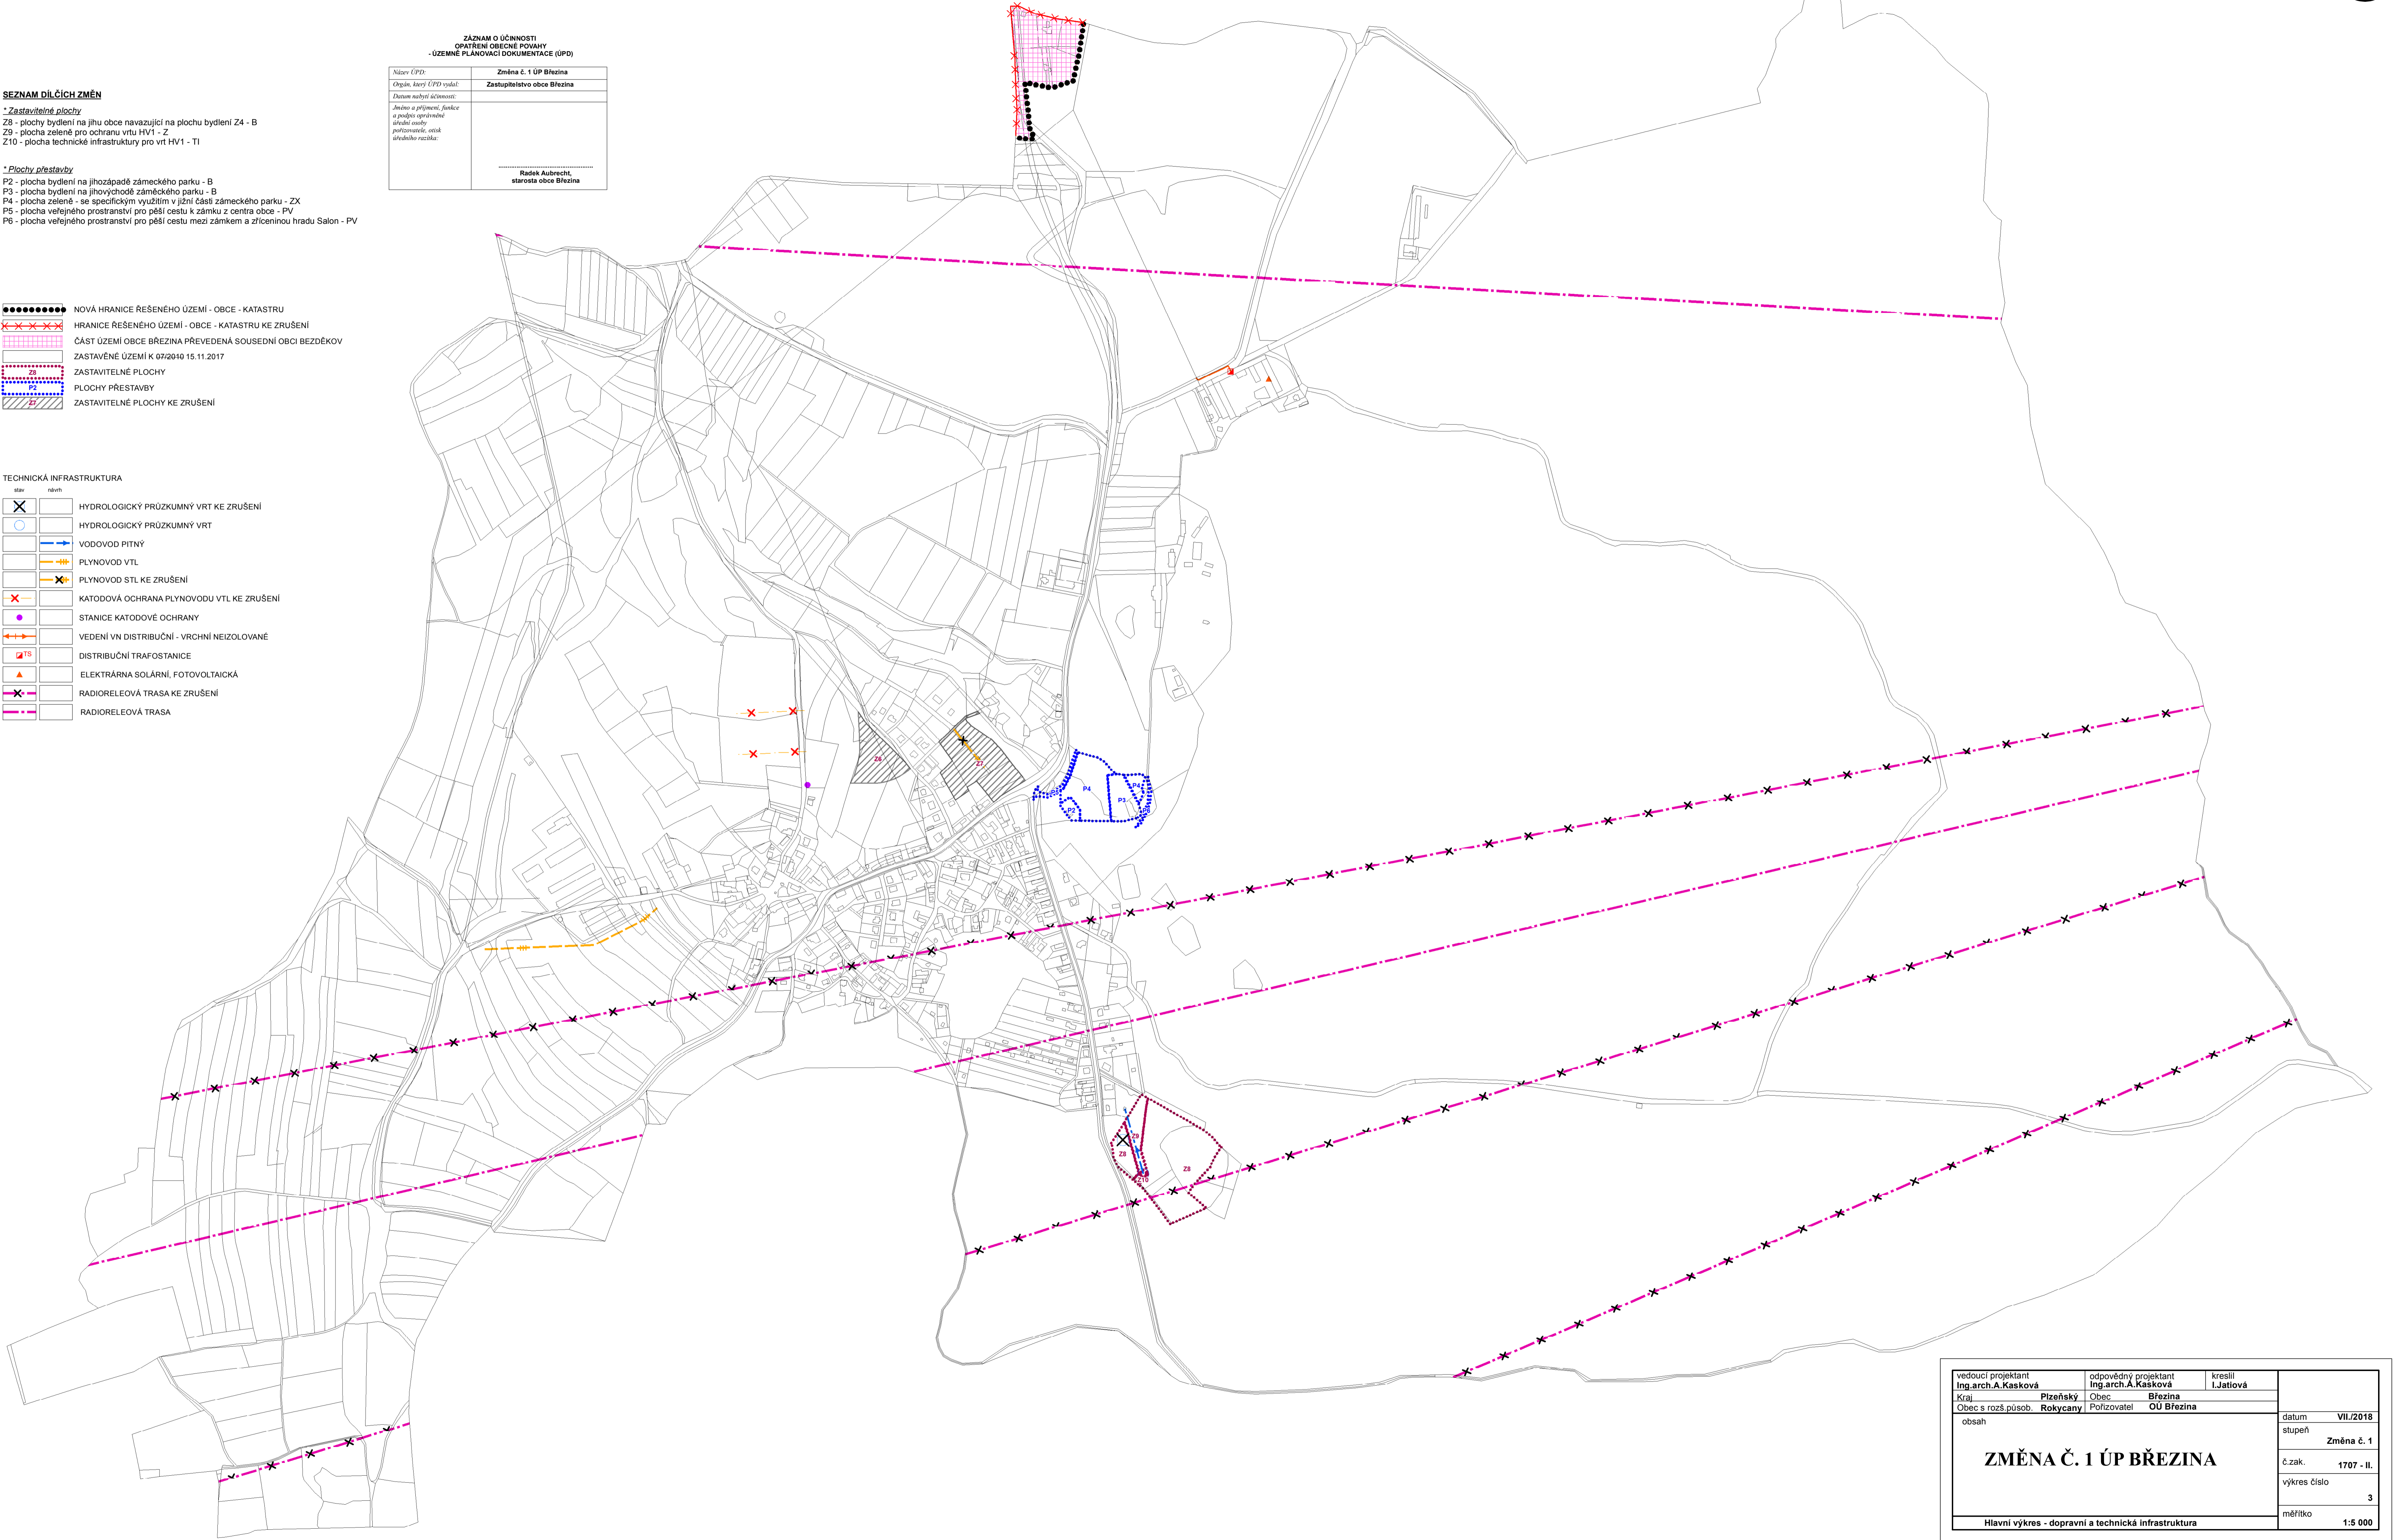 ZÁZNAM O ÚČINNOSTI
OPATŘENÍ OBECNÉ POVAHY
- ÚZEMNĚ PLÁNOVACÍ DOKUMENTACE (ÚPD)
Název ÚPD: Změna č. 1 ÚP Březina
Orgán, který ÚPD vydal: Zastupitelstvo obce Březina
Datum nabytí účinnosti:
Jméno a příjmení, funkce
a podpis oprávněné
úřední osoby
pořizovatele, otisk
úředního razítka:
Radek Aubrecht,
starosta obce Březina
SEZNAM DÍLČÍCH ZMĚN
* Zastavitelné plochy
Z8 - plochy bydlení na jihu obce navazující na plochu bydlení Z4 - B
Z9 - plocha zeleně pro ochranu vrtu HV1 - Z
Z10 - plocha technické infrastruktury pro vrt HV1 - TI
* Plochy přestavby
P2 - plocha bydlení na jihozápadě zámeckého parku - B
P3 - plocha bydlení na jihovýchodě záměckého parku - B
P4 - plocha zeleně - se specifickým využitím v jižní části zámeckého parku - ZX
P5 - plocha veřejného prostranství pro pěší cestu k zámku z centra obce - PV
P6 - plocha veřejného prostranství pro pěší cestu mezi zámkem a zříceninou hradu Salon - PV
NOVÁ HRANICE ŘEŠENÉHO ÚZEMÍ - OBCE - KATASTRU
HRANICE ŘEŠENÉHO ÚZEMÍ - OBCE - KATASTRU KE ZRUŠENÍ
ČÁST ÚZEMÍ OBCE BŘEZINA PŘEVEDENÁ SOUSEDNÍ OBCI BEZDĚKOV
ZASTAVĚNÉ ÚZEMÍ K 07/2010 15.11.2017
Z8 ZASTAVITELNÉ PLOCHY
P2 PLOCHY PŘESTAVBY
Z7 ZASTAVITELNÉ PLOCHY KE ZRUŠENÍ
TECHNICKÁ INFRASTRUKTURA
stav návrh
HYDROLOGICKÝ PRŮZKUMNÝ VRT KE ZRUŠENÍ
HYDROLOGICKÝ PRŮZKUMNÝ VRT
VODOVOD PITNÝ
PLYNOVOD VTL
PLYNOVOD STL KE ZRUŠENÍ
KATODOVÁ OCHRANA PLYNOVODU VTL KE ZRUŠENÍ
STANICE KATODOVÉ OCHRANY
VEDENÍ VN DISTRIBUČNÍ - VRCHNÍ NEIZOLOVANÉ
TS DISTRIBUČNÍ TRAFOSTANICE
ELEKTRÁRNA SOLÁRNÍ, FOTOVOLTAICKÁ
RADIORELEOVÁ TRASA KE ZRUŠENÍ
RADIORELEOVÁ TRASA
Z6
Z7
P5
P4
P4
P2
P3
P6
Z9
Z8
Z8
Z10
vedoucí projektant
Ing.arch.A.Kasková
odpovědný projektant
Ing.arch.A.Kasková
kreslil
I.Jatiová
Kraj Plzeňský Obec Březina
Obec s rozš.působ. Rokycany Pořizovatel OÚ Březina
obsah
ZMĚNA Č. 1 ÚP BŘEZINA
Hlavní výkres - dopravní a technická infrastruktura
datum VII./2018
stupeň
Změna č. 1
č.zak. 1707 - II.
výkres číslo
3
měřítko
1:5 000